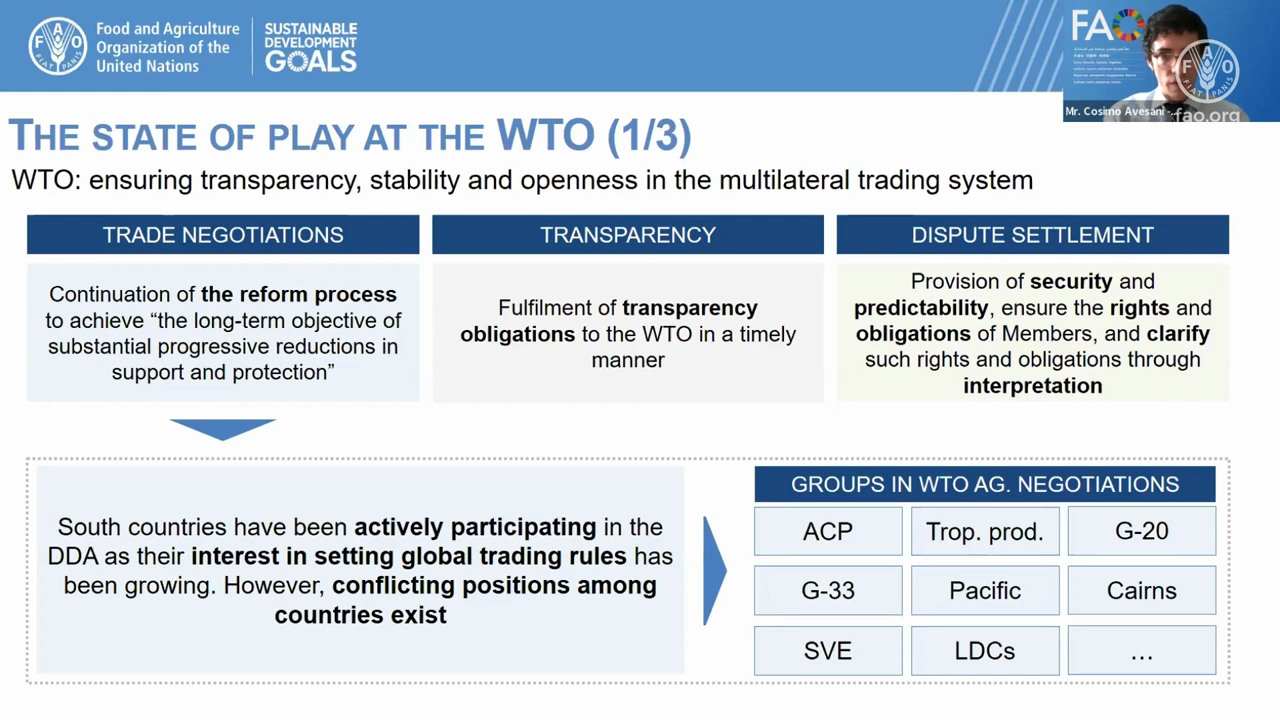 Food and Agriculture
Organization of the
United Nations
SUSTAINABLE
DEVELOPMENT
GOALS
FAO
FIAT PANIS
Mr. Cosimo Avesani -..
fao.org
THE STATE OF PLAY AT THE WTO (1/3)
WTO: ensuring transparency, stability and openness in the multilateral trading system
TRADE NEGOTIATIONS
Continuation of the reform process
to achieve “the long-term objective of
substantial progressive reductions in
support and protection”
TRANSPARENCY
Fulfilment of transparency
obligations to the WTO in a timely
manner
DISPUTE SETTLEMENT
Provision of security and
predictability, ensure the rights and
obligations of Members, and clarify
such rights and obligations through
interpretation
South countries have been actively participating in the
DDA as their interest in setting global trading rules has
been growing. However, conflicting positions among
countries exist
GROUPS IN WTO AG. NEGOTIATIONS
ACP Trop. prod. G-20
G-33 Pacific Cairns
SVE LDCs …